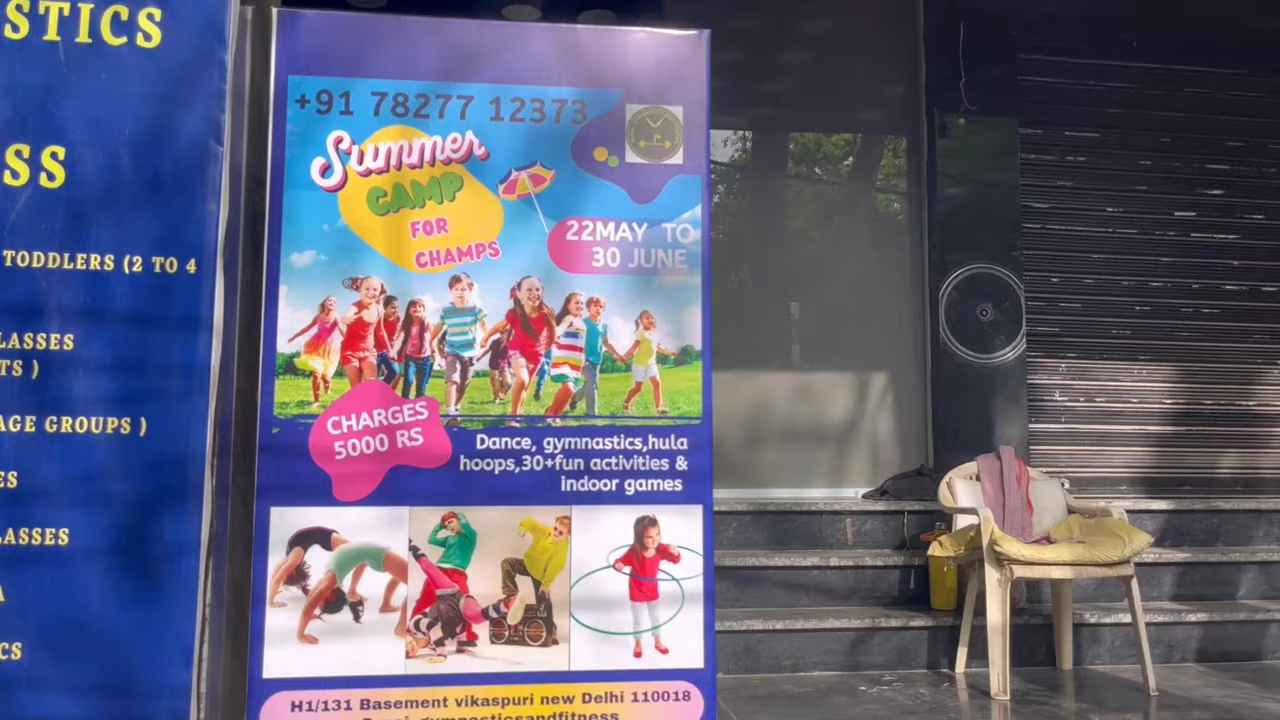 STICS
SS
TODDLERS (2 TO 4
LASSES
TS )
AGE GROUPS )
ES
LASSES
A
CS
+91 78277 12373
Summer
CAMP
FOR
CHAMPS
22MAY TO
30 JUNE
CHARGES
5000 RS
Dance, gymnastics,hula
hoops,30+fun activities &
indoor games
H1/131 Basement vikaspuri new Delhi 110018
gymnasticsandfitness